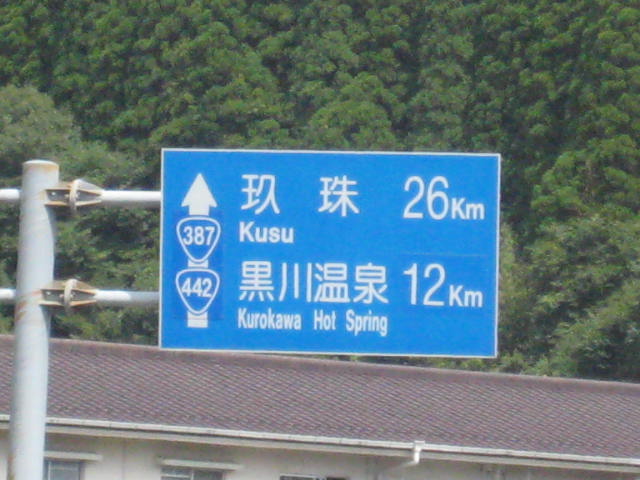 玖珠 26Km
Kusu
387
442
黒川温泉 12Km
Kurokawa Hot Spring